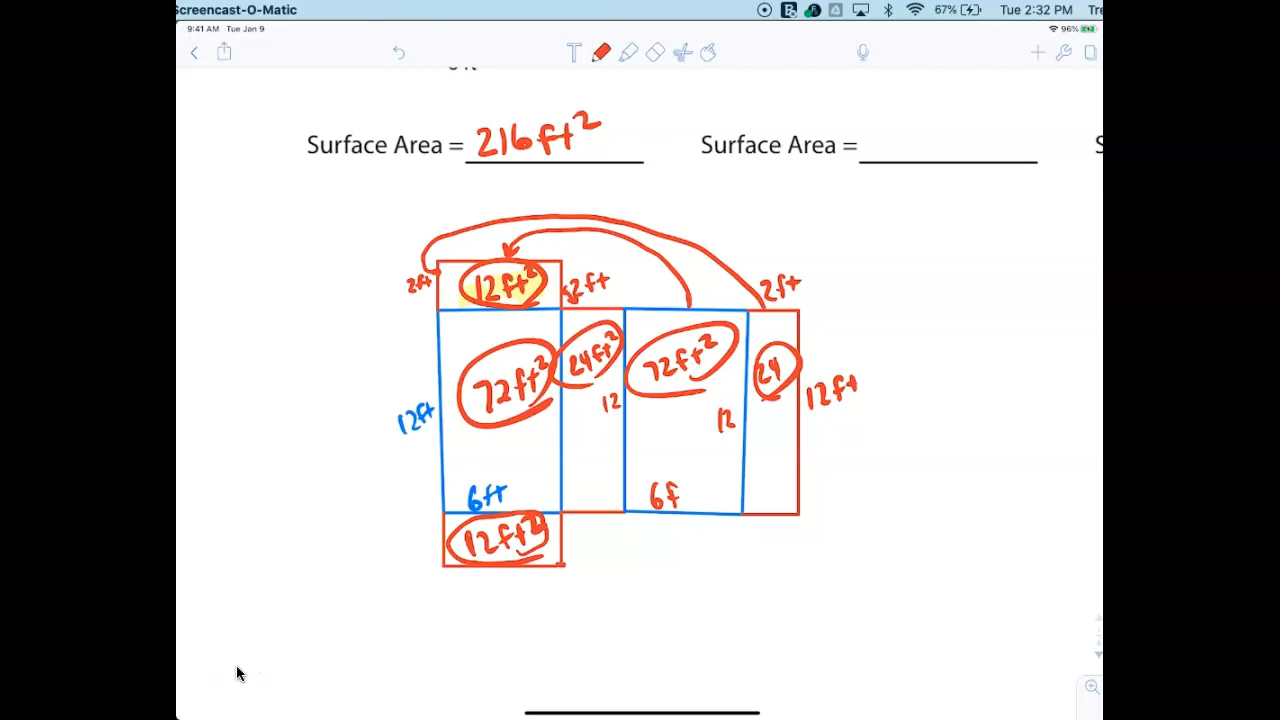 Screencast-O-Matic 67% Tue 2:32 PM Tre
9:41 AM Tue Jan 9 96%
Surface Area = 216ft²
Surface Area =
2ft 12ft² 2ft 2ft
72ft² 24ft² 72ft² 24
12ft 12 12 12ft
6ft 6f
12ft²